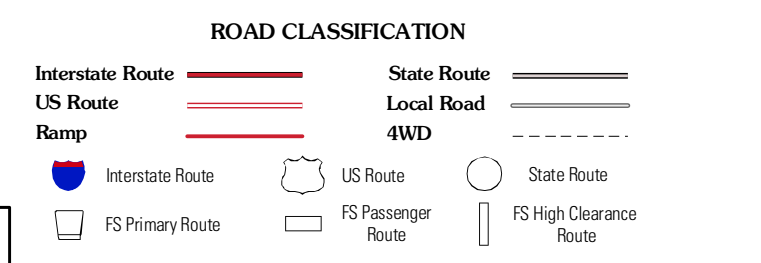 ROAD CLASSIFICATION
Interstate Route
State Route
US Route
Local Road
Ramp
4WD
Interstate Route
US Route
State Route
FS Primary Route
FS Passenger
Route
FS High Clearance
Route